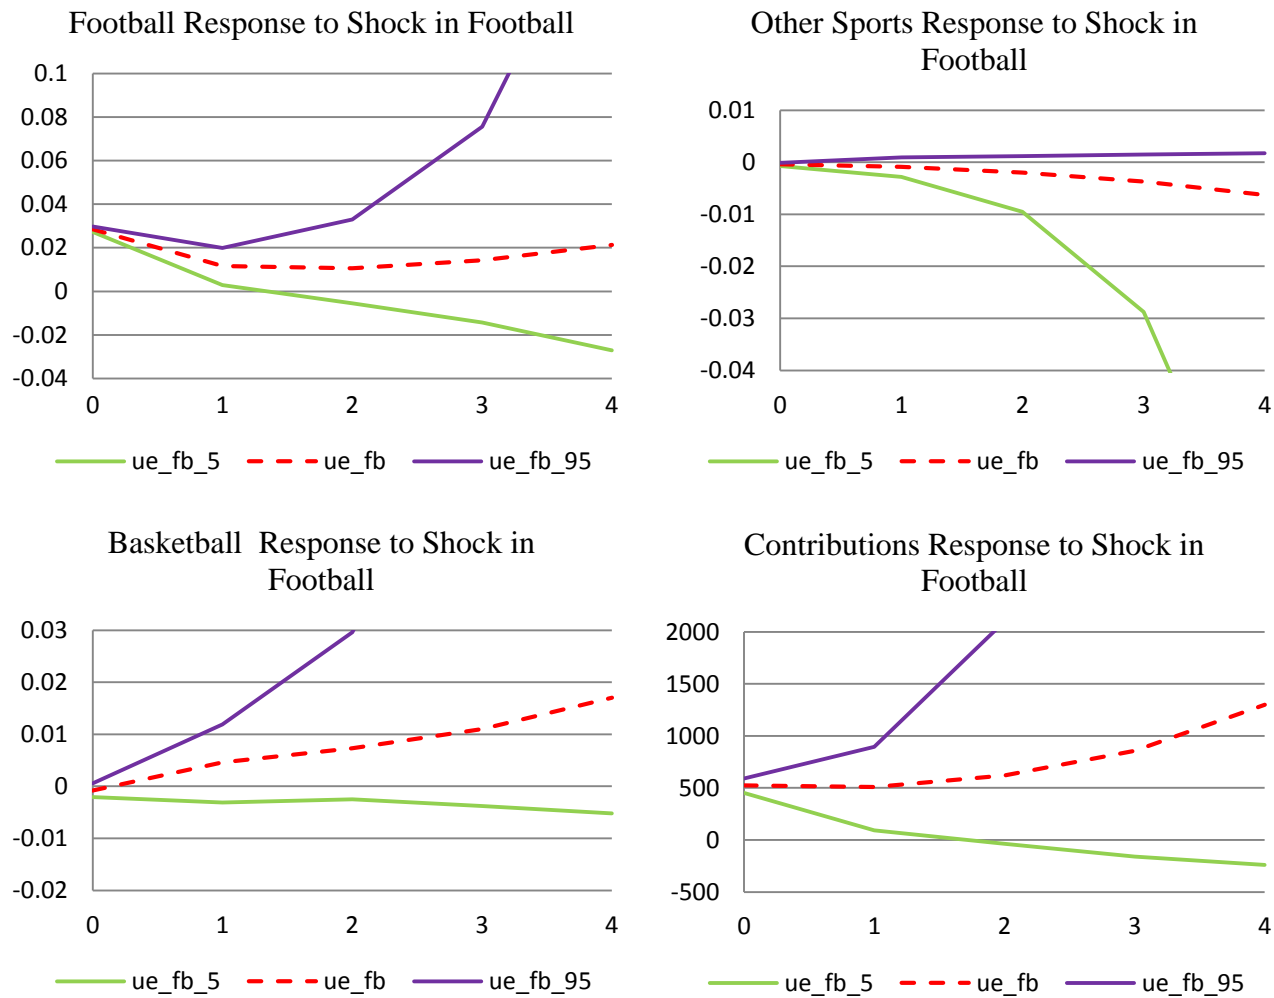 Football Response to Shock in Football
0.1
0.08
0.06
0.04
0.02
0
-0.02
-0.04
0 1 2 3 4
ue_fb_5 ue_fb ue_fb_95
Other Sports Response to Shock in
Football
0.01
0
-0.01
-0.02
-0.03
-0.04
0 1 2 3 4
ue_fb_5 ue_fb ue_fb_95
Basketball Response to Shock in
Football
0.03
0.02
0.01
0
-0.01
-0.02
0 1 2 3 4
ue_fb_5 ue_fb ue_fb_95
Contributions Response to Shock in
Football
2000
1500
1000
500
0
-500
0 1 2 3 4
ue_fb_5 ue_fb ue_fb_95